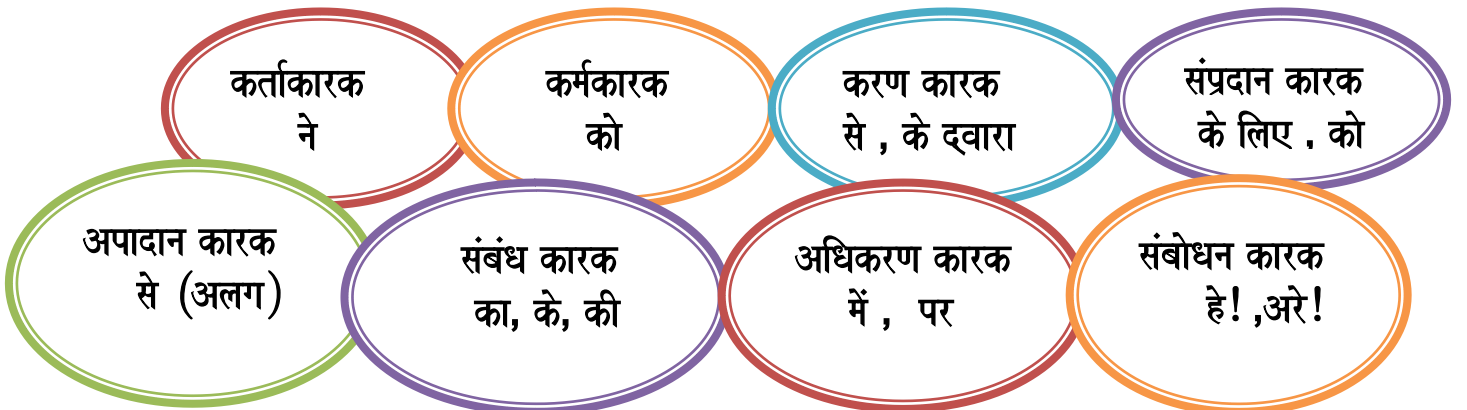 कर्ताकारक
ने
कर्मकारक
को
करण कारक
से , के द्वारा
संप्रदान कारक
के लिए . को
अपादान कारक
से (अलग)
संबंध कारक
का, के, की
अधिकरण कारक
में , पर
संबोधन कारक
हे! ,अरे!